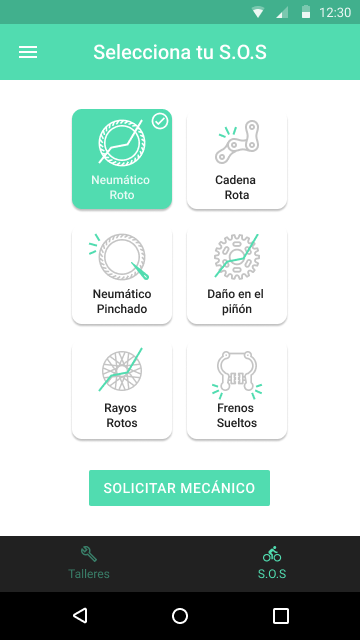 12:30
Selecciona tu S.O.S
Neumático
Roto
Cadena
Rota
Neumático
Pinchado
Daño en el
piñón
Rayos
Rotos
Frenos
Sueltos
SOLICITAR MECÁNICO
Talleres
S.O.S